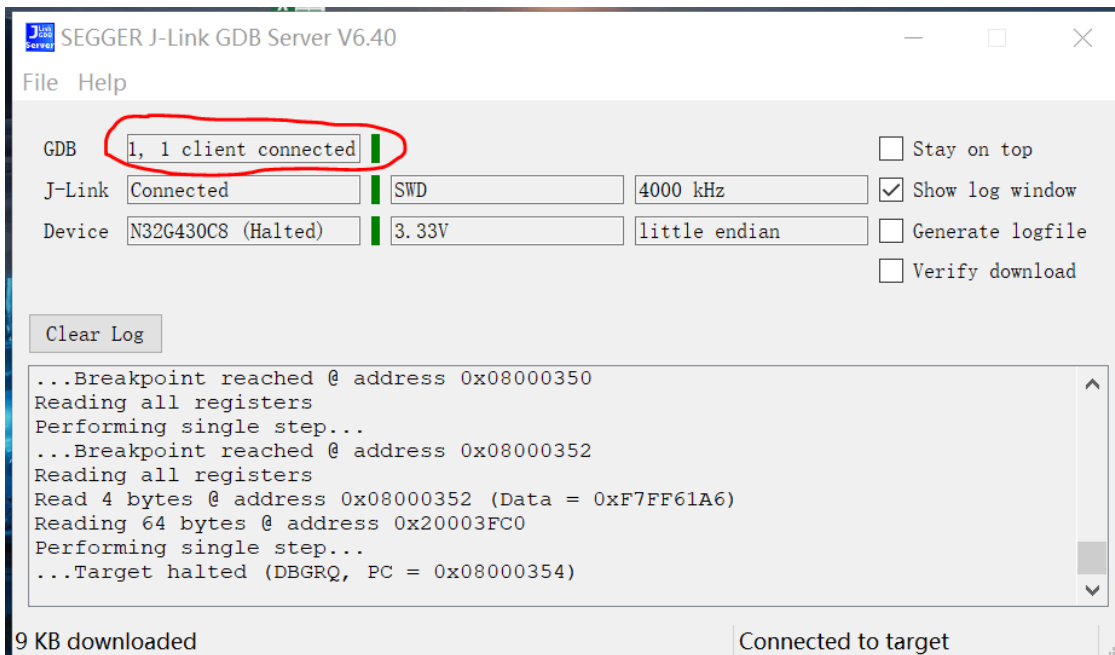 SEGGER J-Link GDB Server V6.40
File Help
GDB 1, 1 client connected Stay on top
J-Link Connected SWD 4000 kHz Show log window
Device N32G430C8 (Halted) 3.33V little endian Generate logfile
Verify download
Clear Log
...Breakpoint reached @ address 0x08000350
Reading all registers
Performing single step...
...Breakpoint reached @ address 0x08000352
Reading all registers
Read 4 bytes @ address 0x08000352 (Data = 0xF7FF61A6)
Reading 64 bytes @ address 0x20003FC0
Performing single step...
...Target halted (DBGRQ, PC = 0x08000354)
9 KB downloaded Connected to target